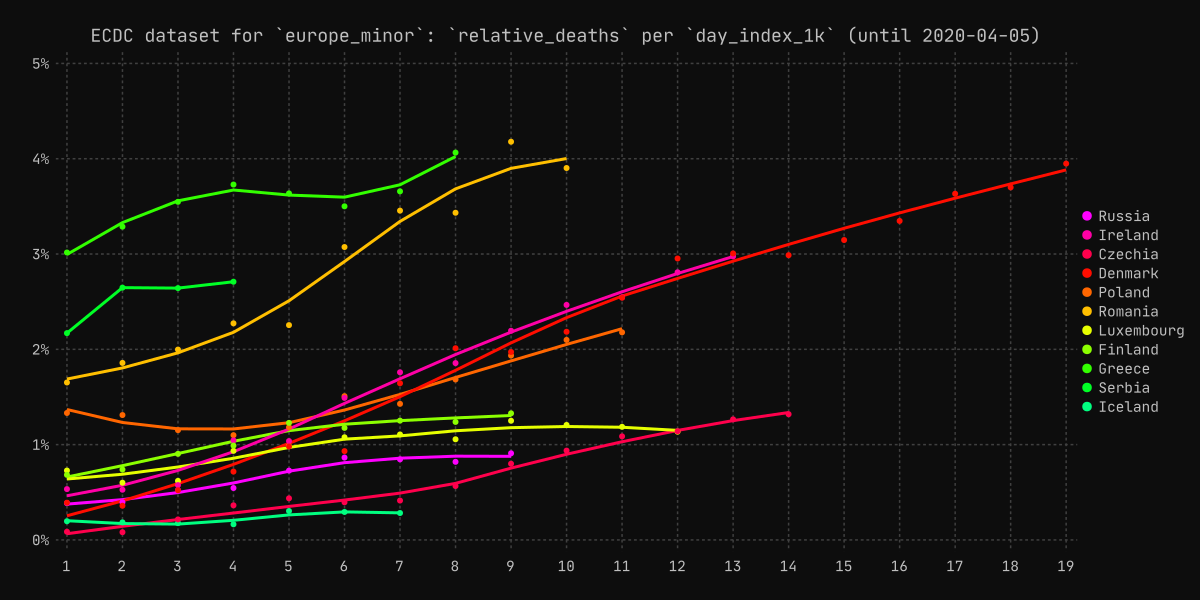 ECDC dataset for `europe_minor`: `relative_deaths` per `day_index_1k` (until 2020-04-05)
5%
4%
3%
2%
1%
0%
1 2 3 4 5 6 7 8 9 10 11 12 13 14 15 16 17 18 19
Russia
Ireland
Czechia
Denmark
Poland
Romania
Luxembourg
Finland
Greece
Serbia
Iceland